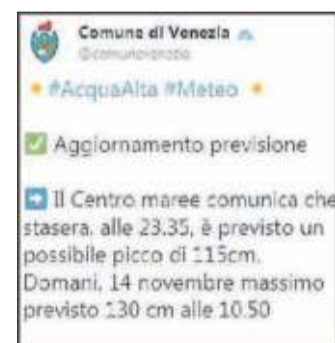 Comune di Venezia
@comunevenezia
#AcquaAlta #Meteo
Aggiornamento previsione
Il Centro maree comunica che
stasera, alle 23.35, è previsto un
possibile picco di 115cm.
Domani, 14 novembre massimo
previsto 130 cm alle 10.50